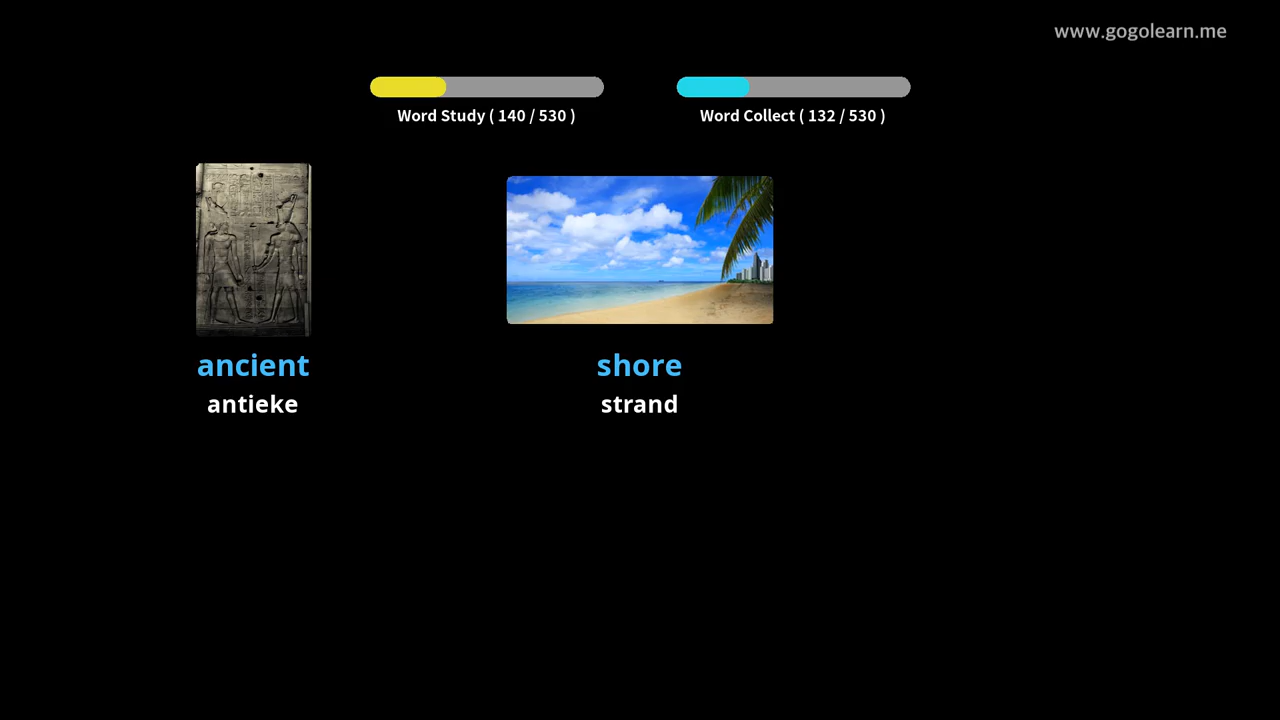 www.gogolearn.me
Word Study ( 140 / 530 )
Word Collect ( 132 / 530 )
ancient
antieke
shore
strand